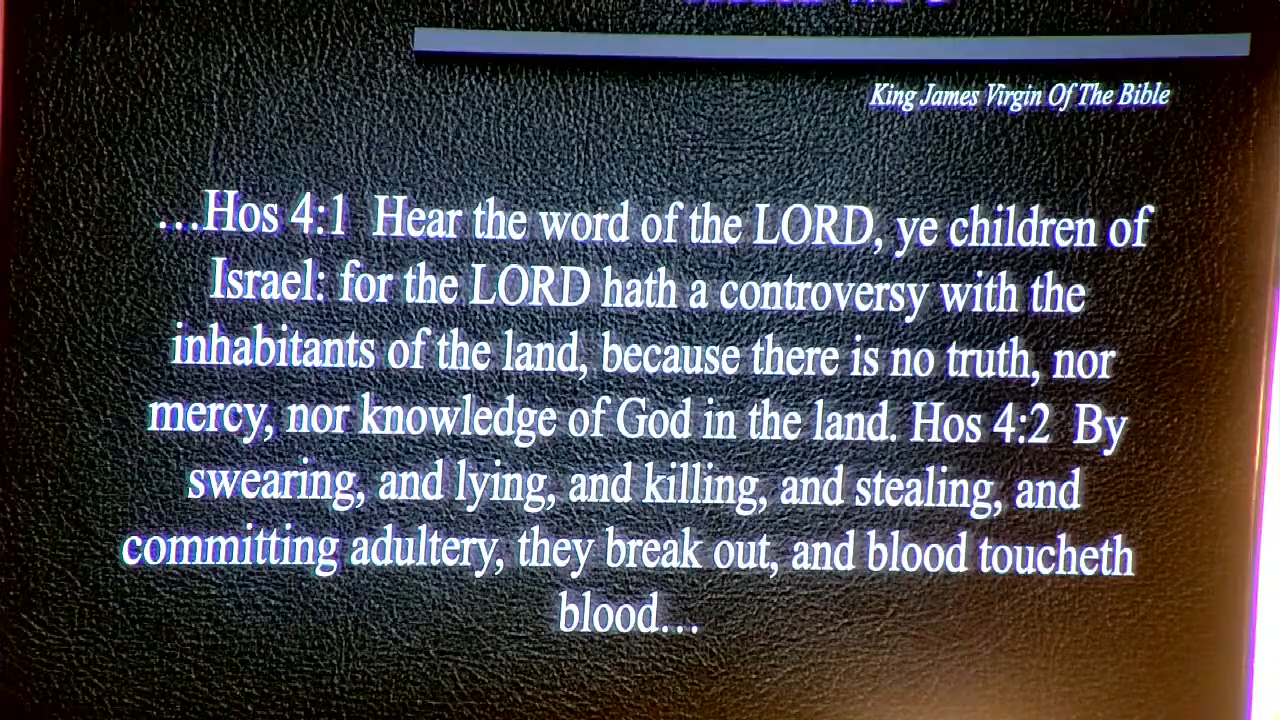 King James Virgin Of The Bible
...Hos 4:1 Hear the word of the LORD, ye children of
Israel: for the LORD hath a controversy with the
inhabitants of the land, because there is no truth, nor
mercy, nor knowledge of God in the land. Hos 4:2 By
swearing, and lying, and killing, and stealing, and
committing adultery, they break out, and blood toucheth
blood...